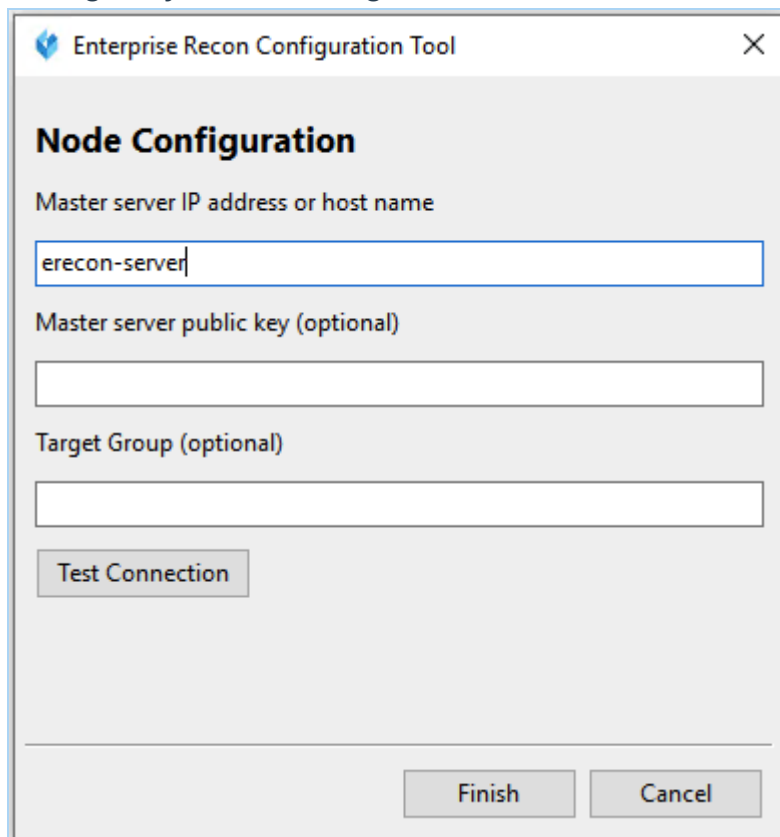 Enterprise Recon Configuration Tool
Node Configuration
Master server IP address or host name
erecon-server
Master server public key (optional)
Target Group (optional)
Test Connection
Finish Cancel